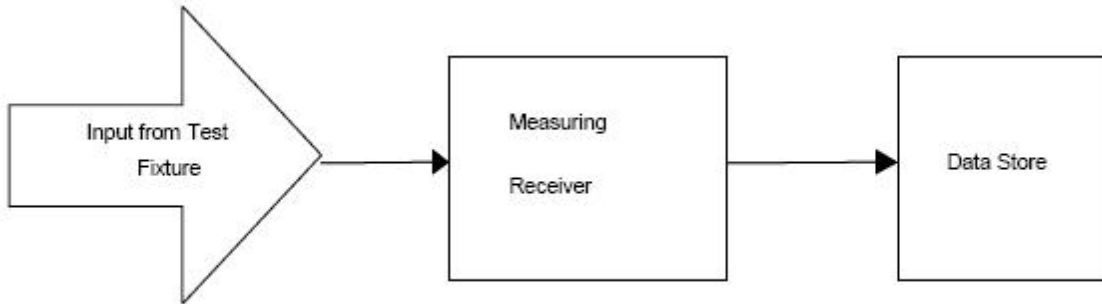 Input from Test
Fixture
Measuring
Receiver
Data Store